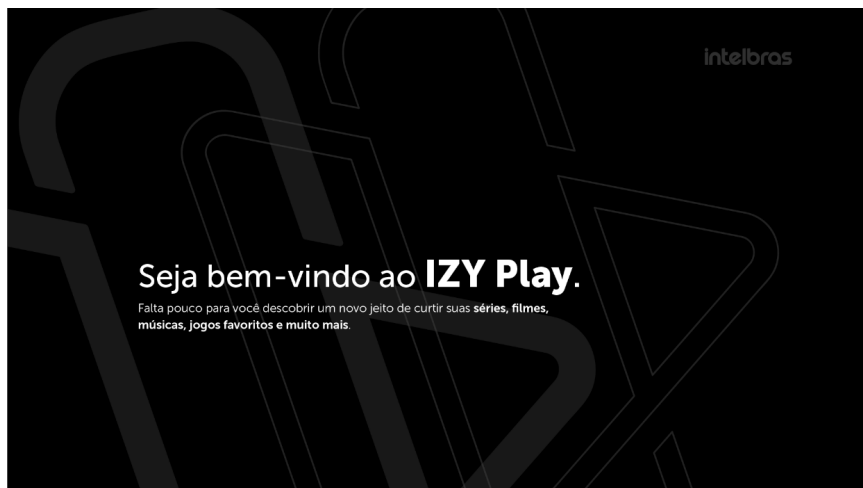 intelbras
Seja bem-vindo ao IZY Play.
Falta pouco para você descobrir um novo jeito de curtir suas séries, filmes,
músicas, jogos favoritos e muito mais.